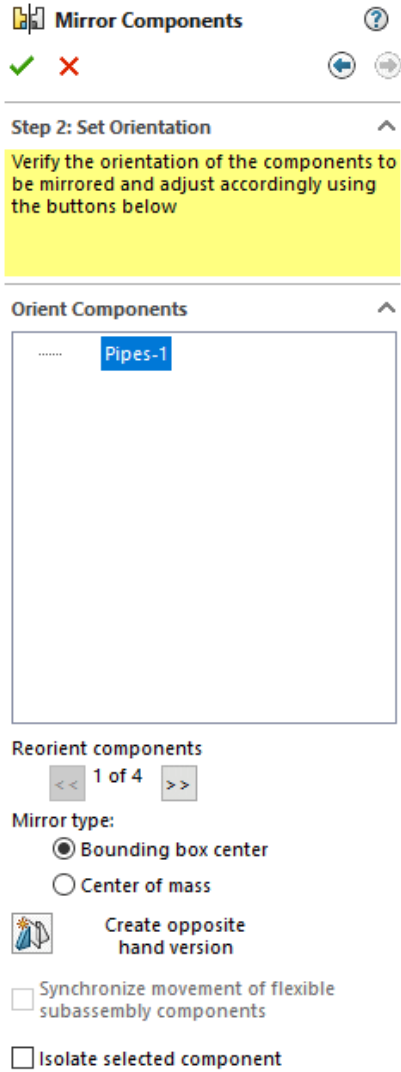 Mirror Components
?
Step 2: Set Orientation
Verify the orientation of the components to
be mirrored and adjust accordingly using
the buttons below
Orient Components
Pipes-1
Reorient components
<< 1 of 4 >>
Mirror type:
Bounding box center
Center of mass
Create opposite
hand version
Synchronize movement of flexible
subassembly components
Isolate selected component